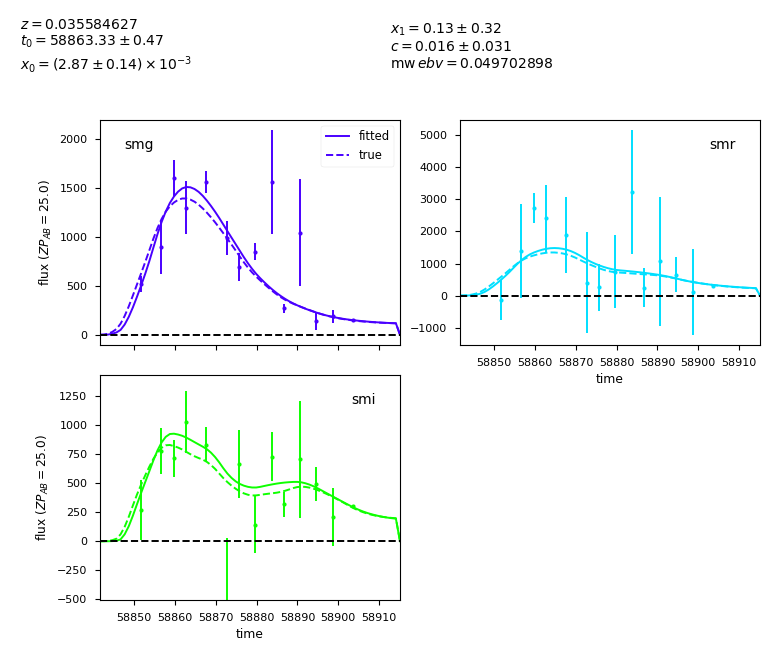 z = 0.035584627
t₀ = 58863.33 ± 0.47
x₀ = (2.87 ± 0.14) × 10⁻³
x₁ = 0.13 ± 0.32
c = 0.016 ± 0.031
mwebv = 0.049702898
smg
fitted
true
flux (ZP_AB = 25.0)
2000
1500
1000
500
0
smr
5000
4000
3000
2000
1000
0
−1000
58850 58860 58870 58880 58890 58900 58910
time
smi
flux (ZP_AB = 25.0)
1250
1000
750
500
250
0
−250
−500
58850 58860 58870 58880 58890 58900 58910
time